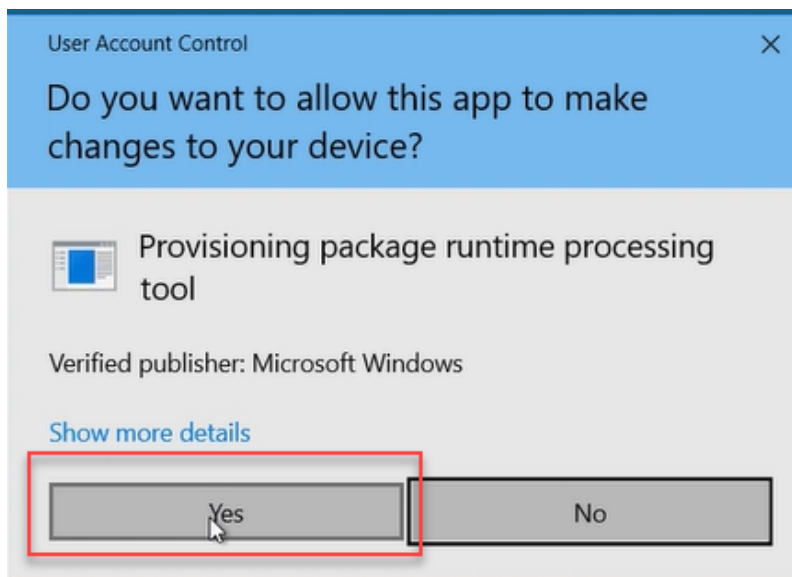 User Account Control
Do you want to allow this app to make
changes to your device?
Provisioning package runtime processing
tool
Verified publisher: Microsoft Windows
Show more details
Yes
No